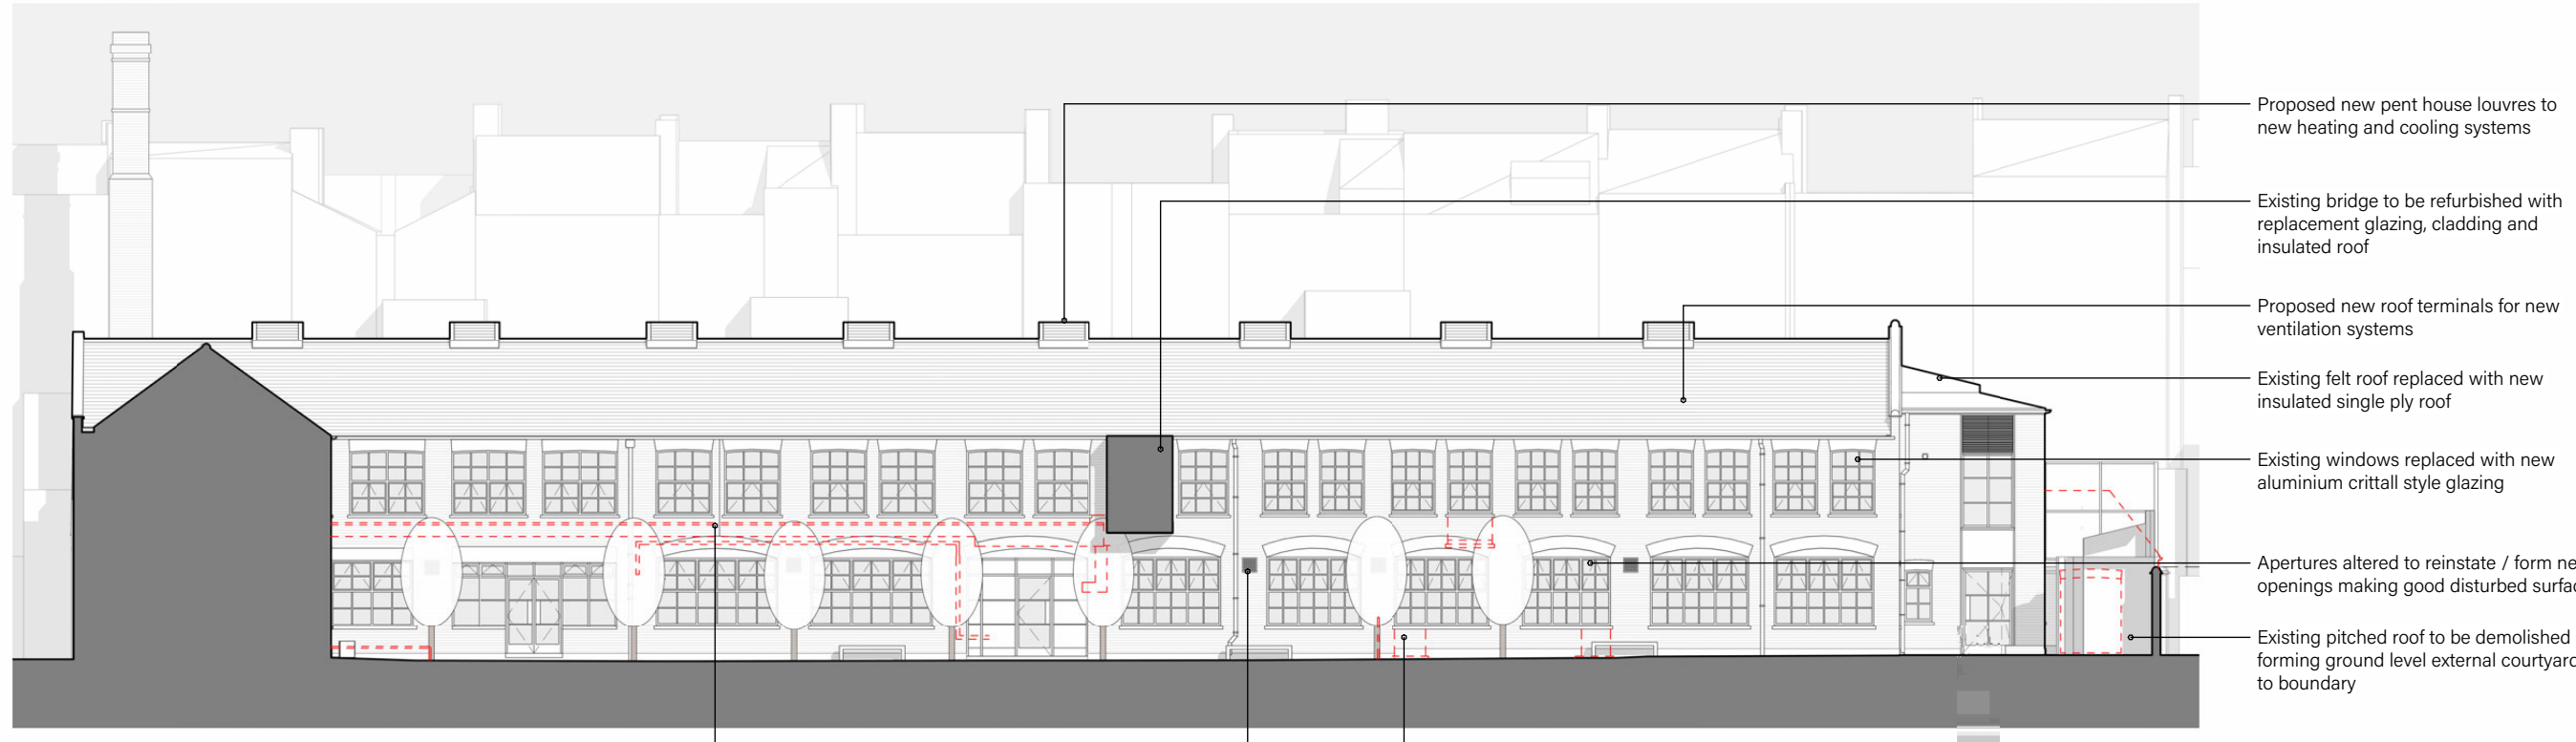 Proposed new pent house louvres to
new heating and cooling systems
Existing bridge to be refurbished with
replacement glazing, cladding and
insulated roof
Proposed new roof terminals for new
ventilation systems
Existing felt roof replaced with new
insulated single ply roof
Existing windows replaced with new
aluminium crittall style glazing
Apertures altered to reinstate / form
openings making good disturbed
Existing pitched roof to be demolished
forming ground level external
to boundary